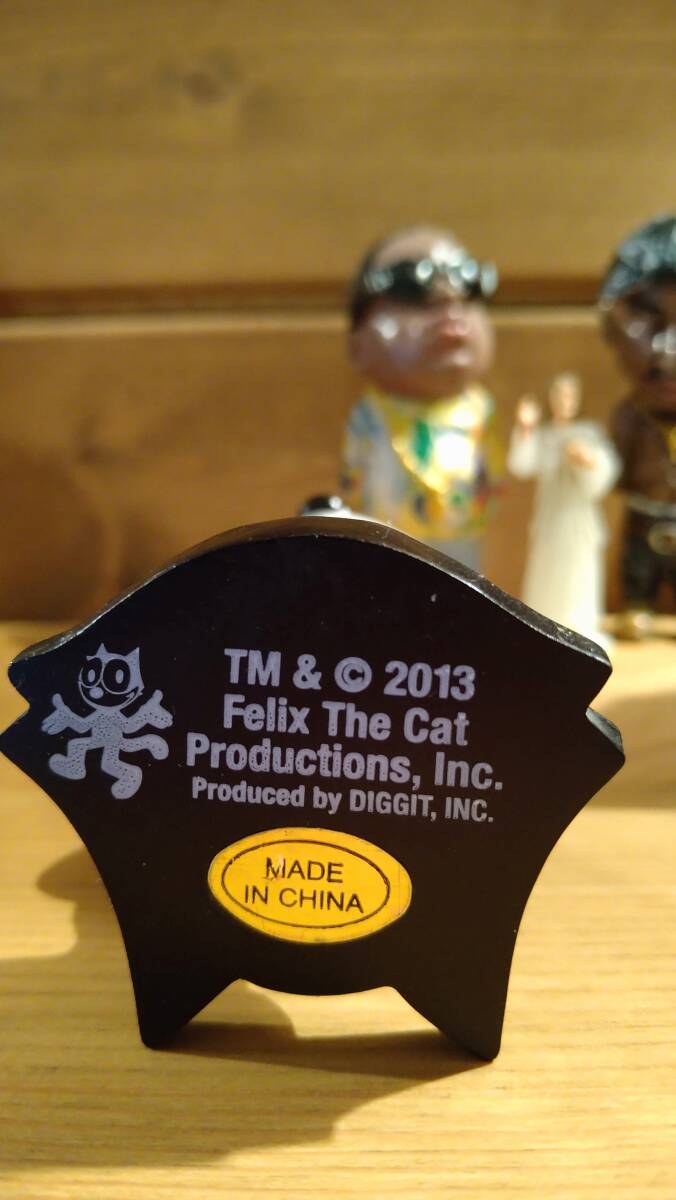 TM & © 2013
Felix The Cat
Productions, Inc.
Produced by DIGGIT, INC.
MADE
IN CHINA